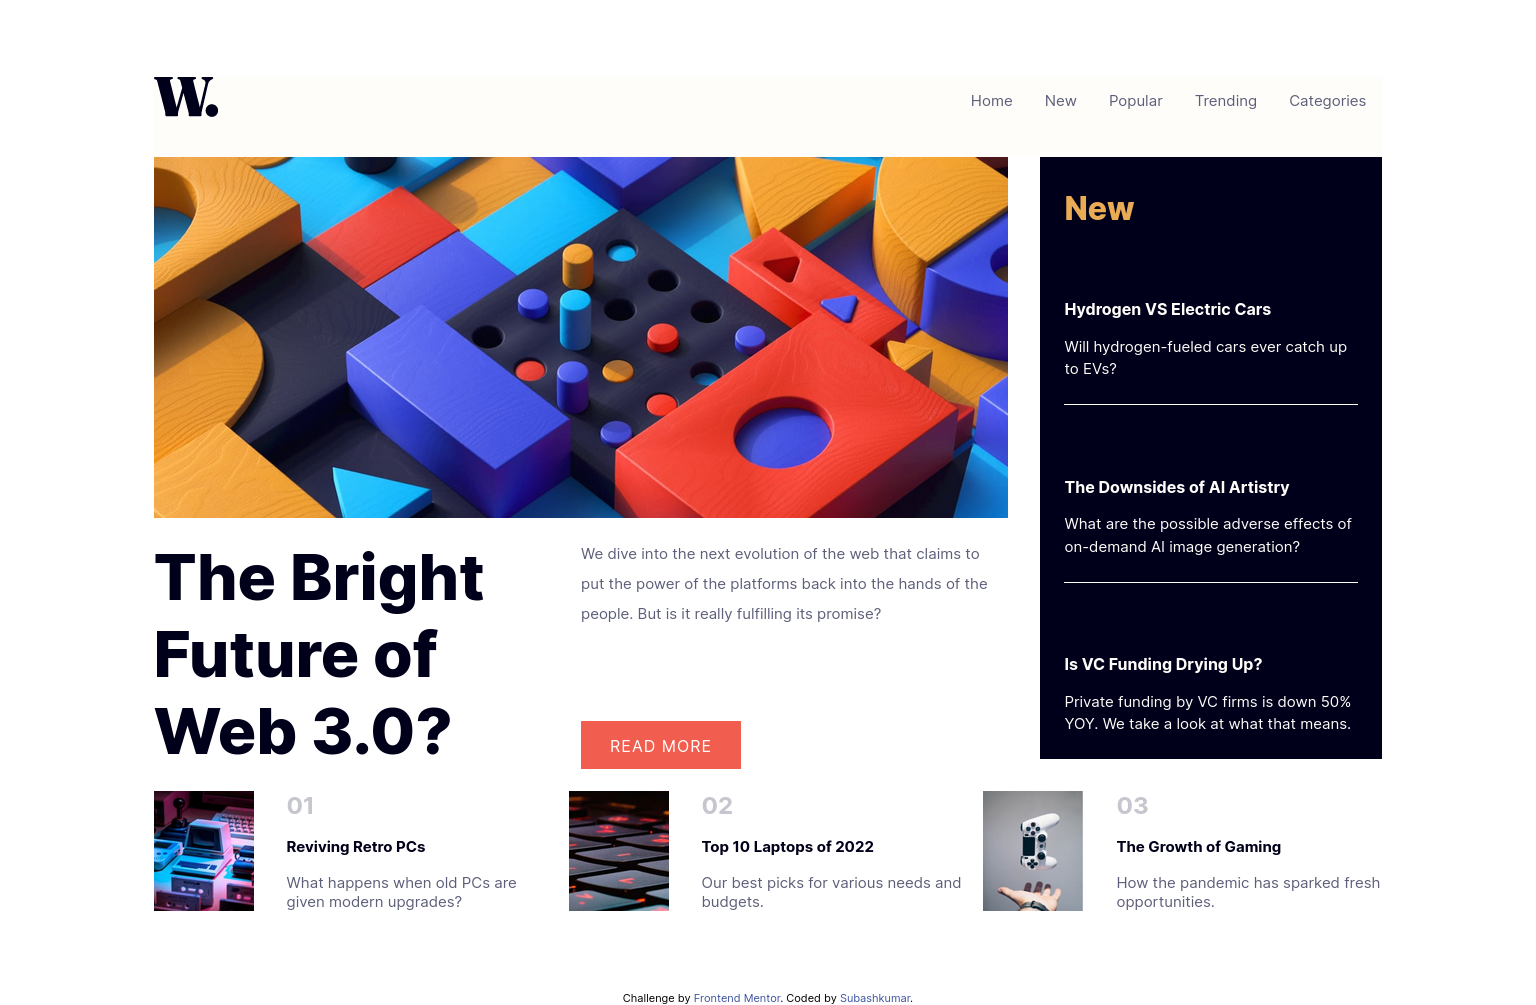 W.
Home New Popular Trending Categories
New
Hydrogen VS Electric Cars
Will hydrogen-fueled cars ever catch up
to EVs?
The Downsides of AI Artistry
What are the possible adverse effects of
on-demand AI image generation?
Is VC Funding Drying Up?
Private funding by VC firms is down 50%
YOY. We take a look at what that means.
The Bright
Future of
Web 3.0?
We dive into the next evolution of the web that claims to
put the power of the platforms back into the hands of the
people. But is it really fulfilling its promise?
READ MORE
01
Reviving Retro PCs
What happens when old PCs are
given modern upgrades?
02
Top 10 Laptops of 2022
Our best picks for various needs and
budgets.
03
The Growth of Gaming
How the pandemic has sparked fresh
opportunities.
Challenge by Frontend Mentor. Coded by Subashkumar.